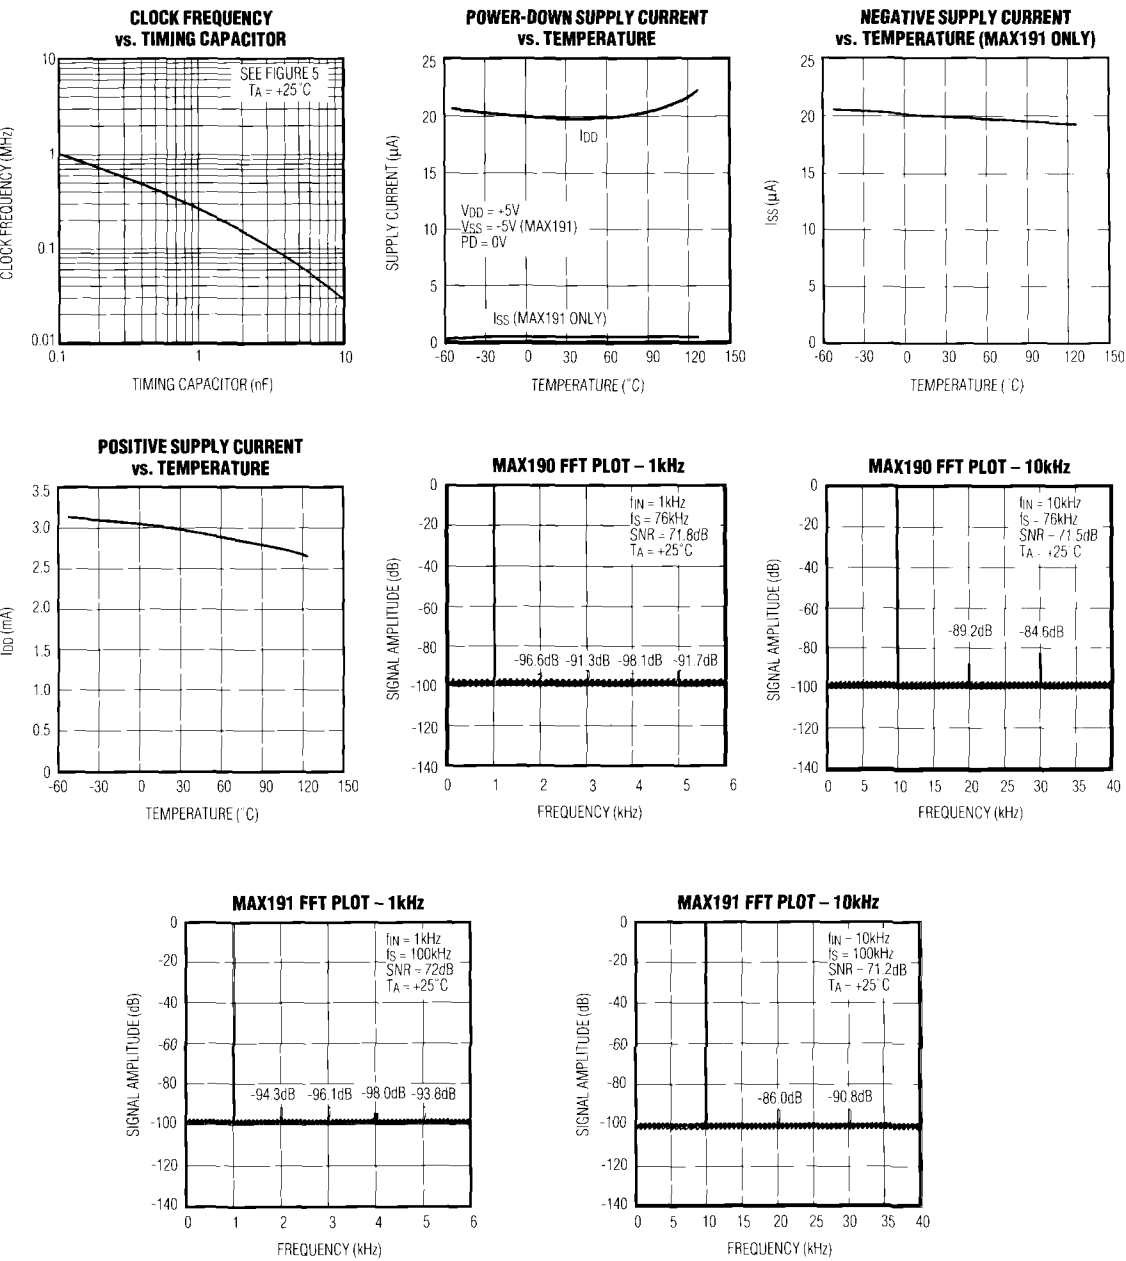 CLOCK FREQUENCY
vs. TIMING CAPACITOR
10
1
0.1
0.01
CLOCK FREQUENCY (MHz)
SEE FIGURE 5
TA = +25°C
0.1
1
10
TIMING CAPACITOR (nF)
POWER-DOWN SUPPLY CURRENT
vs. TEMPERATURE
25
20
15
10
5
0
SUPPLY CURRENT (µA)
IDD
VDD = +5V
VSS = -5V (MAX191)
PD = 0V
ISS (MAX191 ONLY)
-60 -30 0 30 60 90 120 150
TEMPERATURE (°C)
NEGATIVE SUPPLY CURRENT
vs. TEMPERATURE (MAX191 ONLY)
25
20
15
10
5
0
ISS (µA)
-60 -30 0 30 60 90 120 150
TEMPERATURE (°C)
POSITIVE SUPPLY CURRENT
vs. TEMPERATURE
3.5
3.0
2.5
2.0
1.5
1.0
0.5
0
IDD (mA)
-60 -30 0 30 60 90 120 150
TEMPERATURE (°C)
MAX190 FFT PLOT – 1kHz
0
-20
-40
-60
-80
-100
-120
-140
SIGNAL AMPLITUDE (dB)
fIN = 1kHz
fS = 76kHz
SNR = 71.8dB
TA = +25°C
-96.6dB -91.3dB -98.1dB -91.7dB
0 1 2 3 4 5 6
FREQUENCY (kHz)
MAX190 FFT PLOT – 10kHz
0
-20
-40
-60
-80
-100
-120
-140
SIGNAL AMPLITUDE (dB)
fIN = 10kHz
fS - 76kHz
SNR – 71.5dB
TA - +25°C
-89.2dB -84.6dB
0 5 10 15 20 25 30 35 40
FREQUENCY (kHz)
MAX191 FFT PLOT – 1kHz
0
-20
-40
-60
-80
-100
-120
-140
SIGNAL AMPLITUDE (dB)
fIN = 1kHz
fS = 100kHz
SNR = 72dB
TA = +25°C
-94.3dB -96.1dB -98.0dB -93.8dB
0 1 2 3 4 5 6
FREQUENCY (kHz)
MAX191 FFT PLOT – 10kHz
0
-20
-40
-60
-80
-100
-120
-140
SIGNAL AMPLITUDE (dB)
fIN – 10kHz
fS = 100kHz
SNR – 71.2dB
TA – +25°C
-86.0dB -90.8dB
0 5 10 15 20 25 30 35 40
FREQUENCY (kHz)